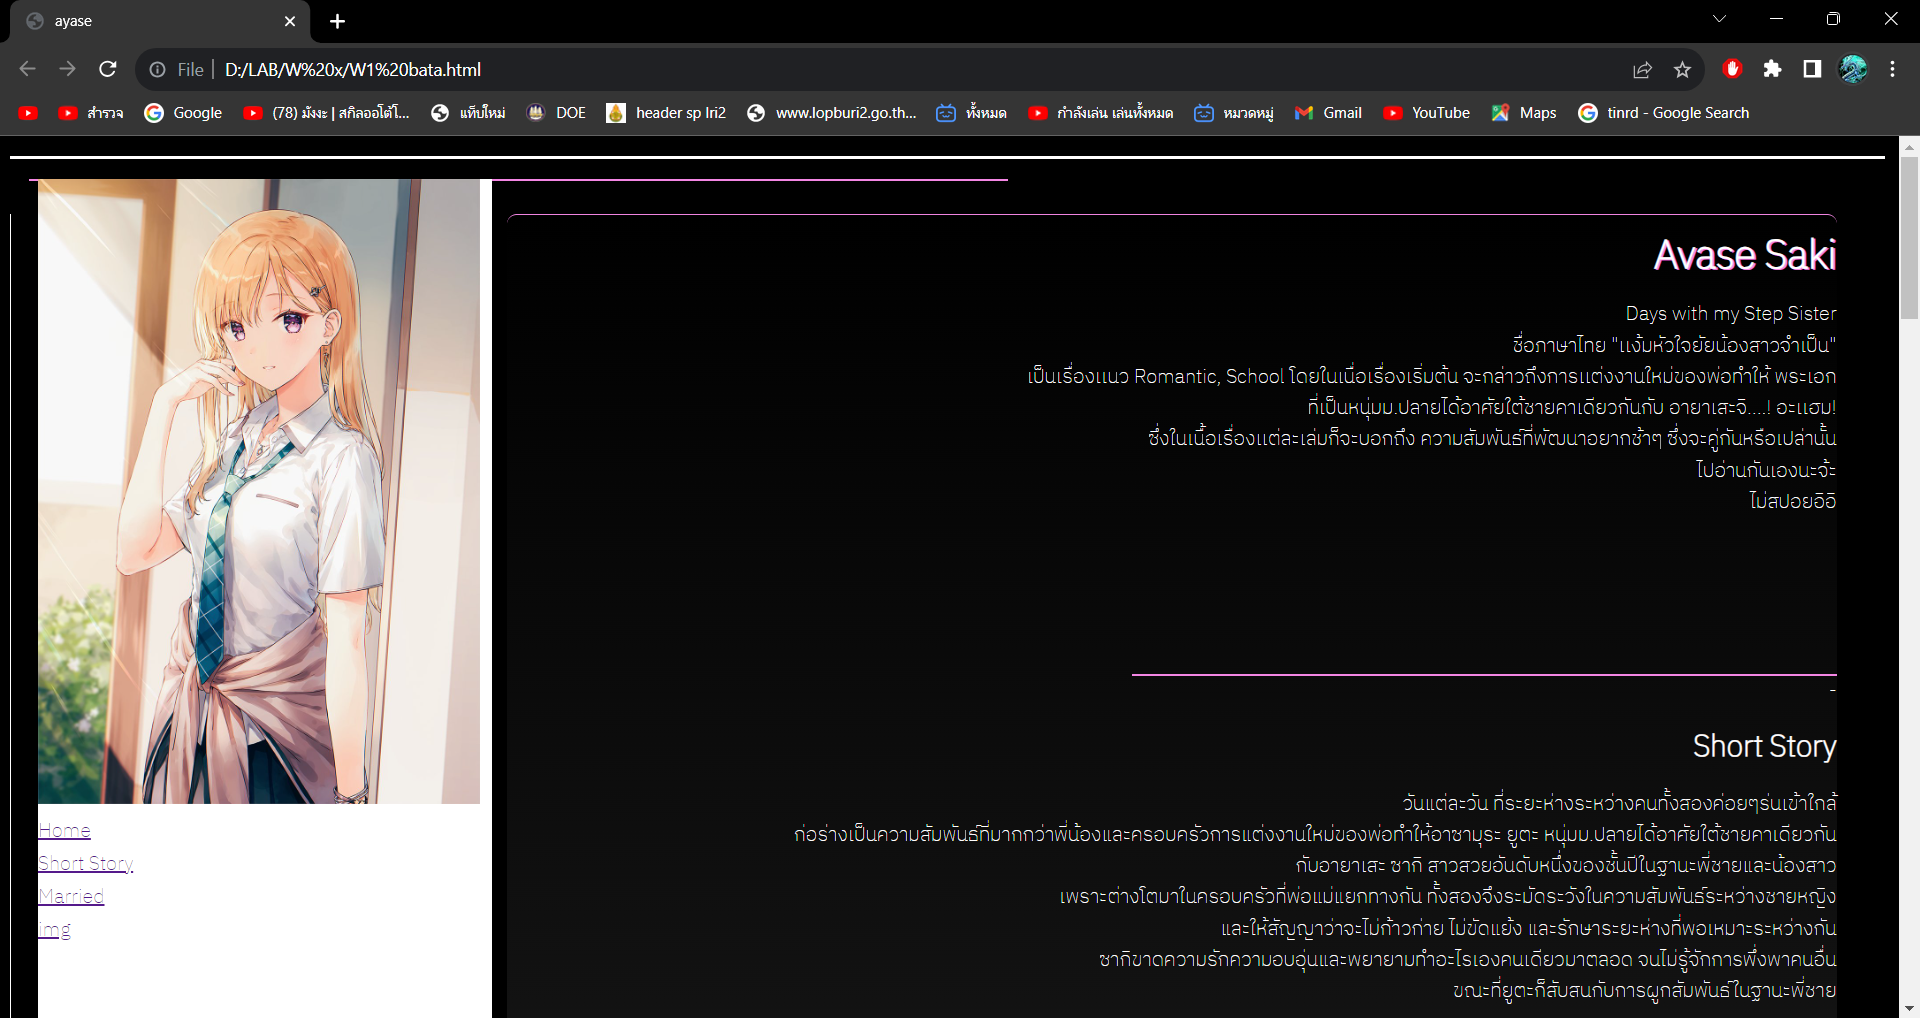 ayase
File
D:/LAB/W%20x/W1%20bata.html
สำรวจ
Google
(78) มังงะ | สกิลออโต้โ...
แท็บใหม่
DOE
header sp lri2
www.lopburi2.go.th...
ทั้งหมด
กำลังเล่น เล่นทั้งหมด
หมวดหมู่
Gmail
YouTube
Maps
tinrd - Google Search
Home
Short Story
Married
img
Avase Saki
Days with my Step Sister
ชื่อภาษาไทย "แง้มหัวใจยัยน้องสาวจำเป็น"
เป็นเรื่องแนว Romantic, School โดยในเนื่อเรื่องเริ่มต้น จะกล่าวถึงการแต่งงานใหม่ของพ่อทำให้ พระเอก
ที่เป็นหนุ่มม.ปลายได้อาศัยใต้ชายคาเดียวกันกับ อายาเสะจิ....! อะแฮม!
ซึ่งในเนื้อเรื่องแต่ละเล่มก็จะบอกถึง ความสัมพันธ์ที่พัฒนาอยากช้าๆ ซึ่งจะคู่กันหรือเปล่านั้น
ไปอ่านกันเองนะจ้ะ
ไม่สปอยอิอิ
-
Short Story
วันแต่ละวัน ที่ระยะห่างระหว่างคนทั้งสองค่อยๆร่นเข้าใกล้
ก่อร่างเป็นความสัมพันธ์ที่มากกว่าพี่น้องและครอบครัวการแต่งงานใหม่ของพ่อทำให้อาซามุระ ยูตะ หนุ่มม.ปลายได้อาศัยใต้ชายคาเดียวกัน
กับอายาเสะ ซากิ สาวสวยอันดับหนึ่งของชั้นปีในฐานะพี่ชายและน้องสาว
เพราะต่างโตมาในครอบครัวที่พ่อแม่แยกทางกัน ทั้งสองจึงระมัดระวังในความสัมพันธ์ระหว่างชายหญิง
และให้สัญญาว่าจะไม่ก้าวก่าย ไม่ขัดแย้ง และรักษาระยะห่างที่พอเหมาะระหว่างกัน
ซากิขาดความรักความอบอุ่นและพยายามทำอะไรเองคนเดียวมาตลอด จนไม่รู้จักการพึ่งพาคนอื่น
ขณะที่ยูตะก็สับสนกับการผูกสัมพันธ์ในฐานะพี่ชาย